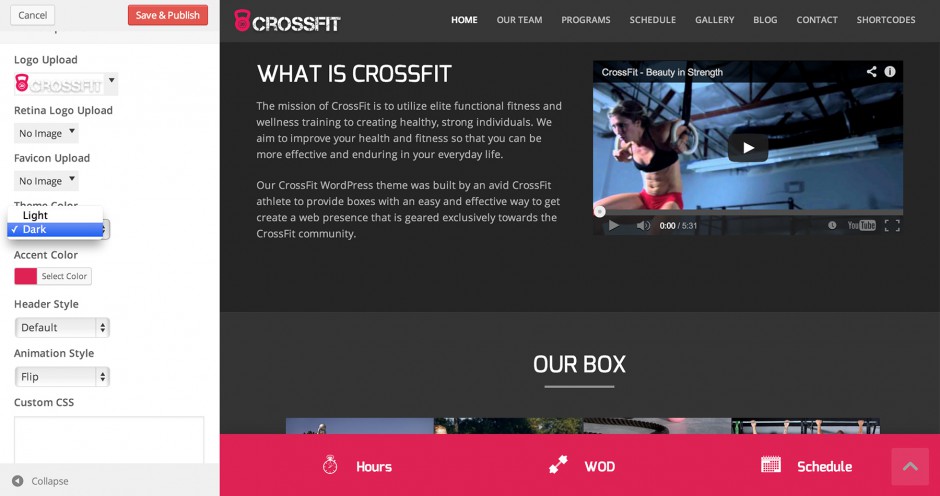 Cancel
Save & Publish
Logo Upload
CROSSFIT
Retina Logo Upload
No Image
Favicon Upload
No Image
Theme Color
Light
✓ Dark
Accent Color
Select Color
Header Style
Default
Animation Style
Flip
Custom CSS
Collapse
CROSSFIT
HOME OUR TEAM PROGRAMS SCHEDULE GALLERY BLOG CONTACT SHORTCODES
WHAT IS CROSSFIT
The mission of CrossFit is to utilize elite functional fitness and
wellness training to creating healthy, strong individuals. We
aim to improve your health and fitness so that you can be
more effective and enduring in your everyday life.
Our CrossFit WordPress theme was built by an avid CrossFit
athlete to provide boxes with an easy and effective way to get
create a web presence that is geared exclusively towards the
CrossFit community.
CrossFit - Beauty in Strength
0:00 / 5:31
YouTube
OUR BOX
Hours
WOD
Schedule